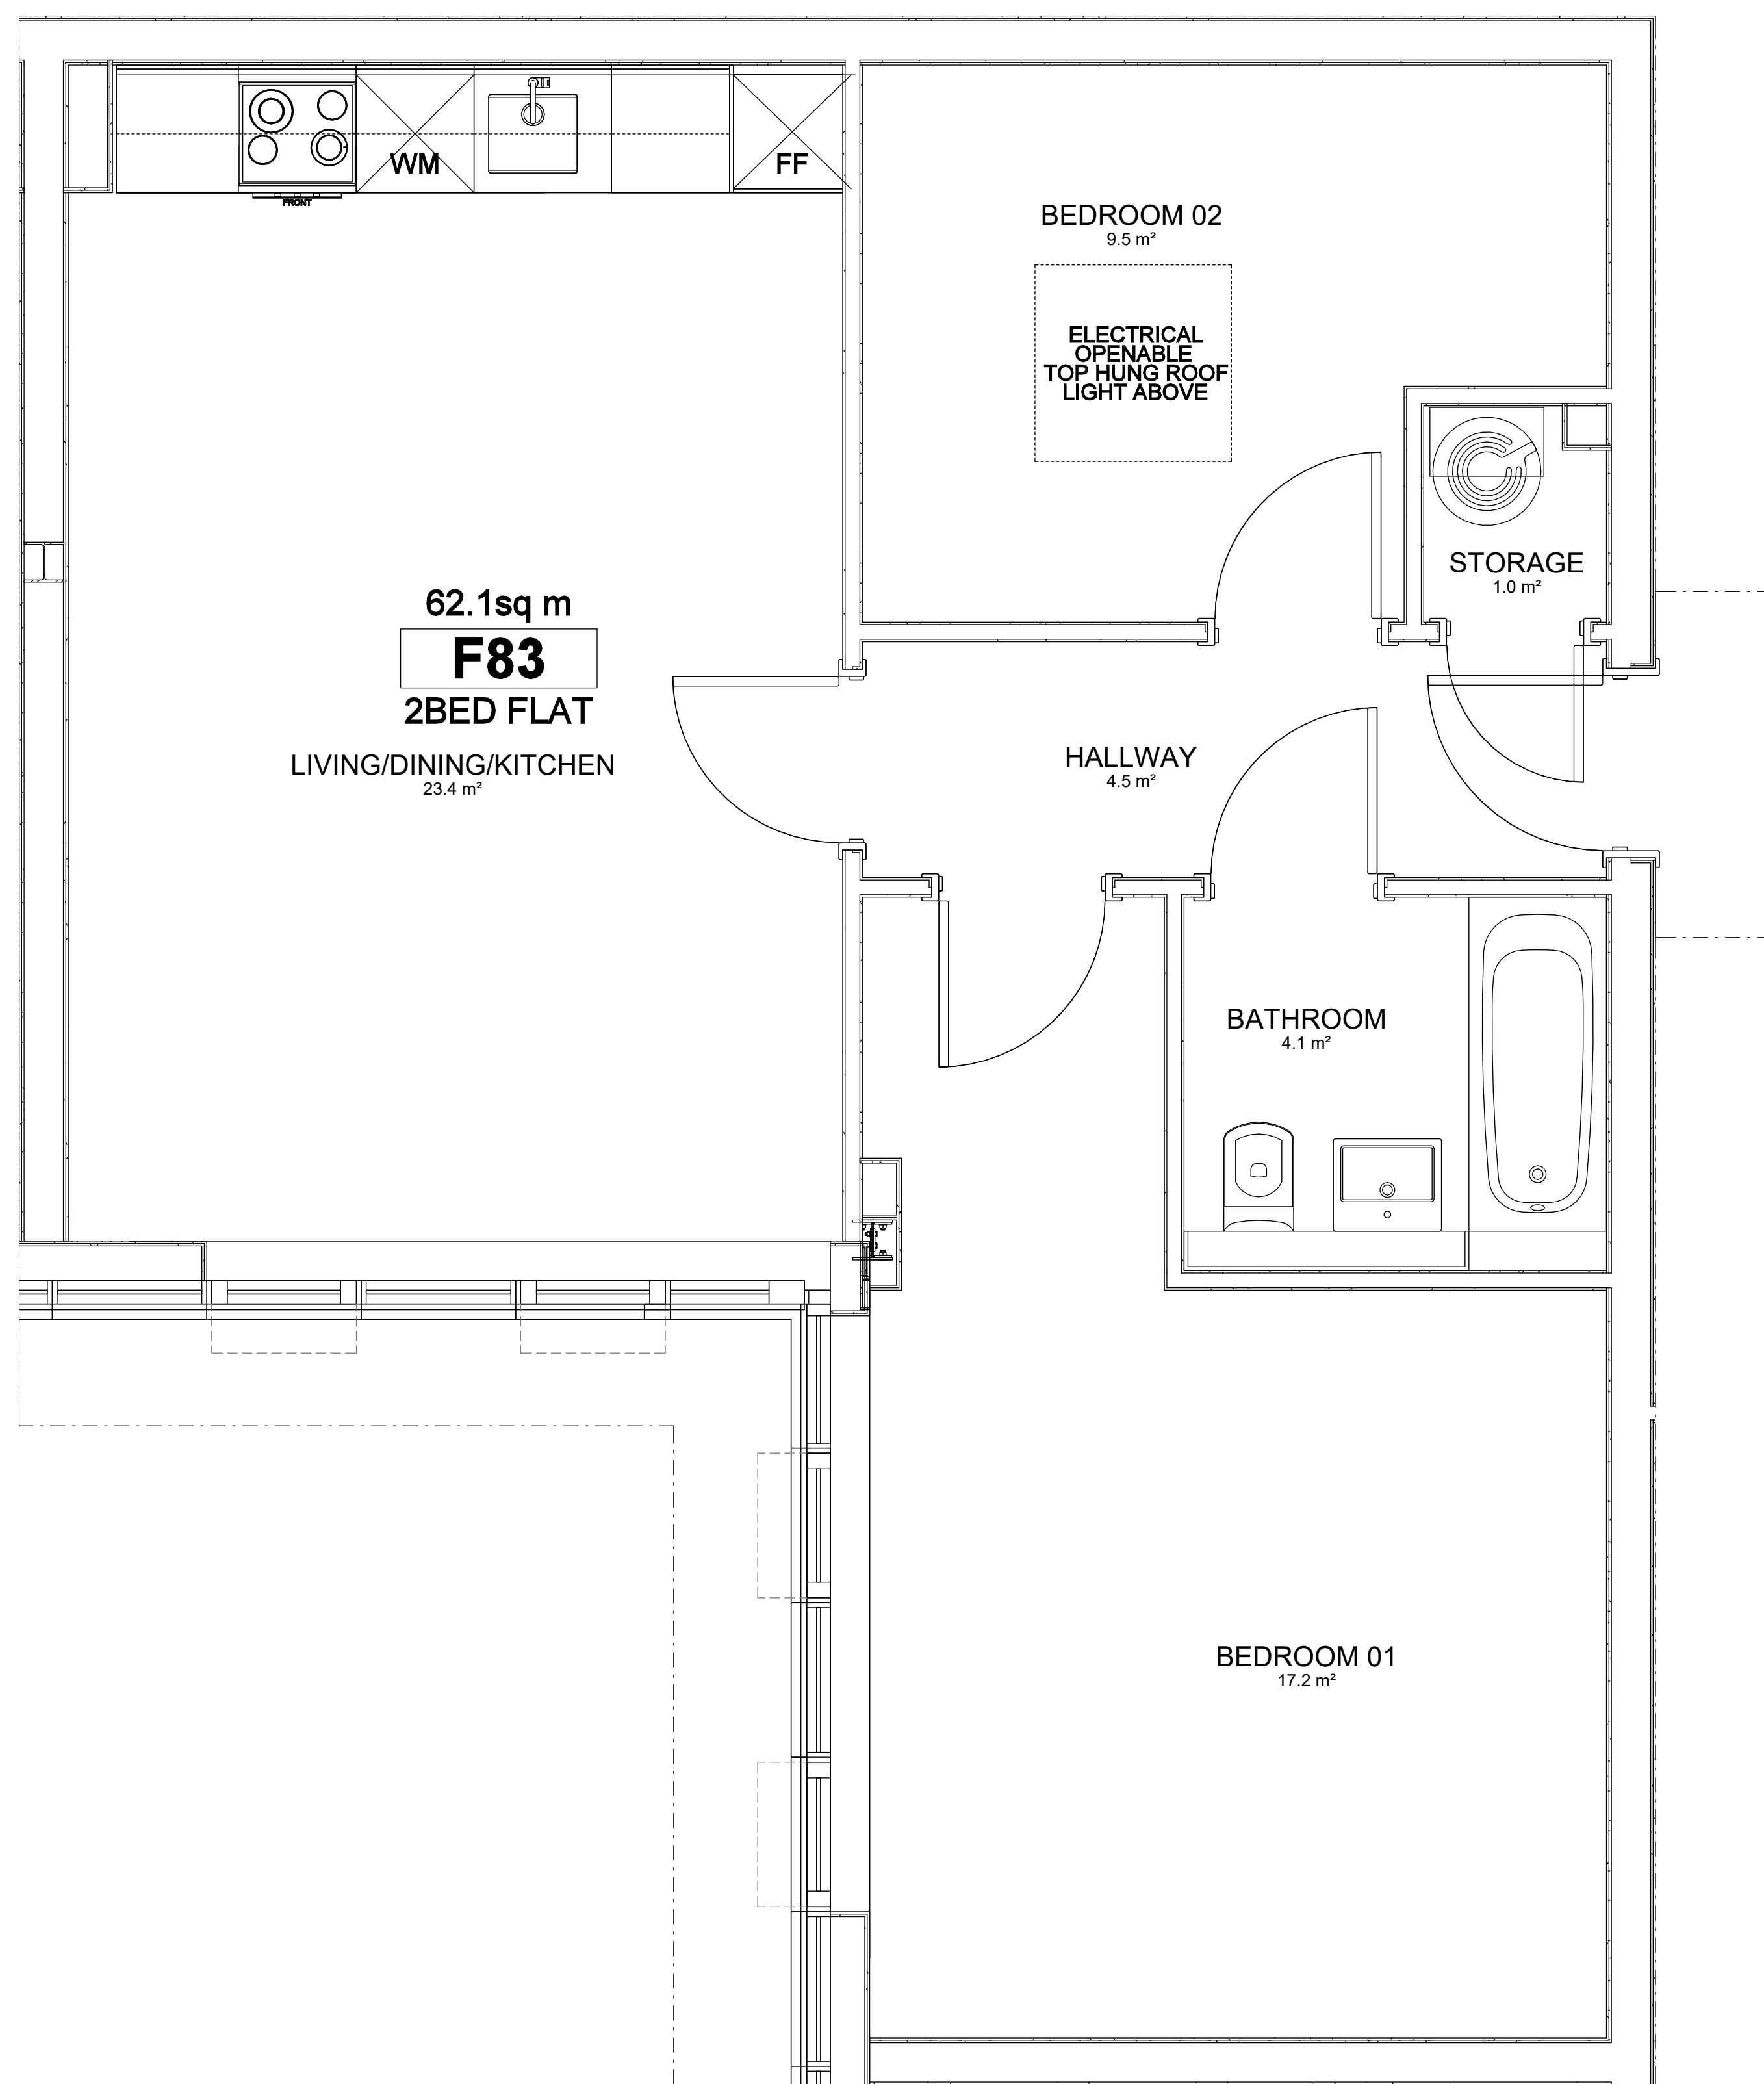 WM
FF
FRONT
BEDROOM 02
9.5 m²
ELECTRICAL
OPENABLE
TOP HUNG ROOF
LIGHT ABOVE
STORAGE
1.0 m²
62.1sq m
F83
2BED FLAT
LIVING/DINING/KITCHEN
23.4 m²
HALLWAY
4.5 m²
BATHROOM
4.1 m²
BEDROOM 01
17.2 m²